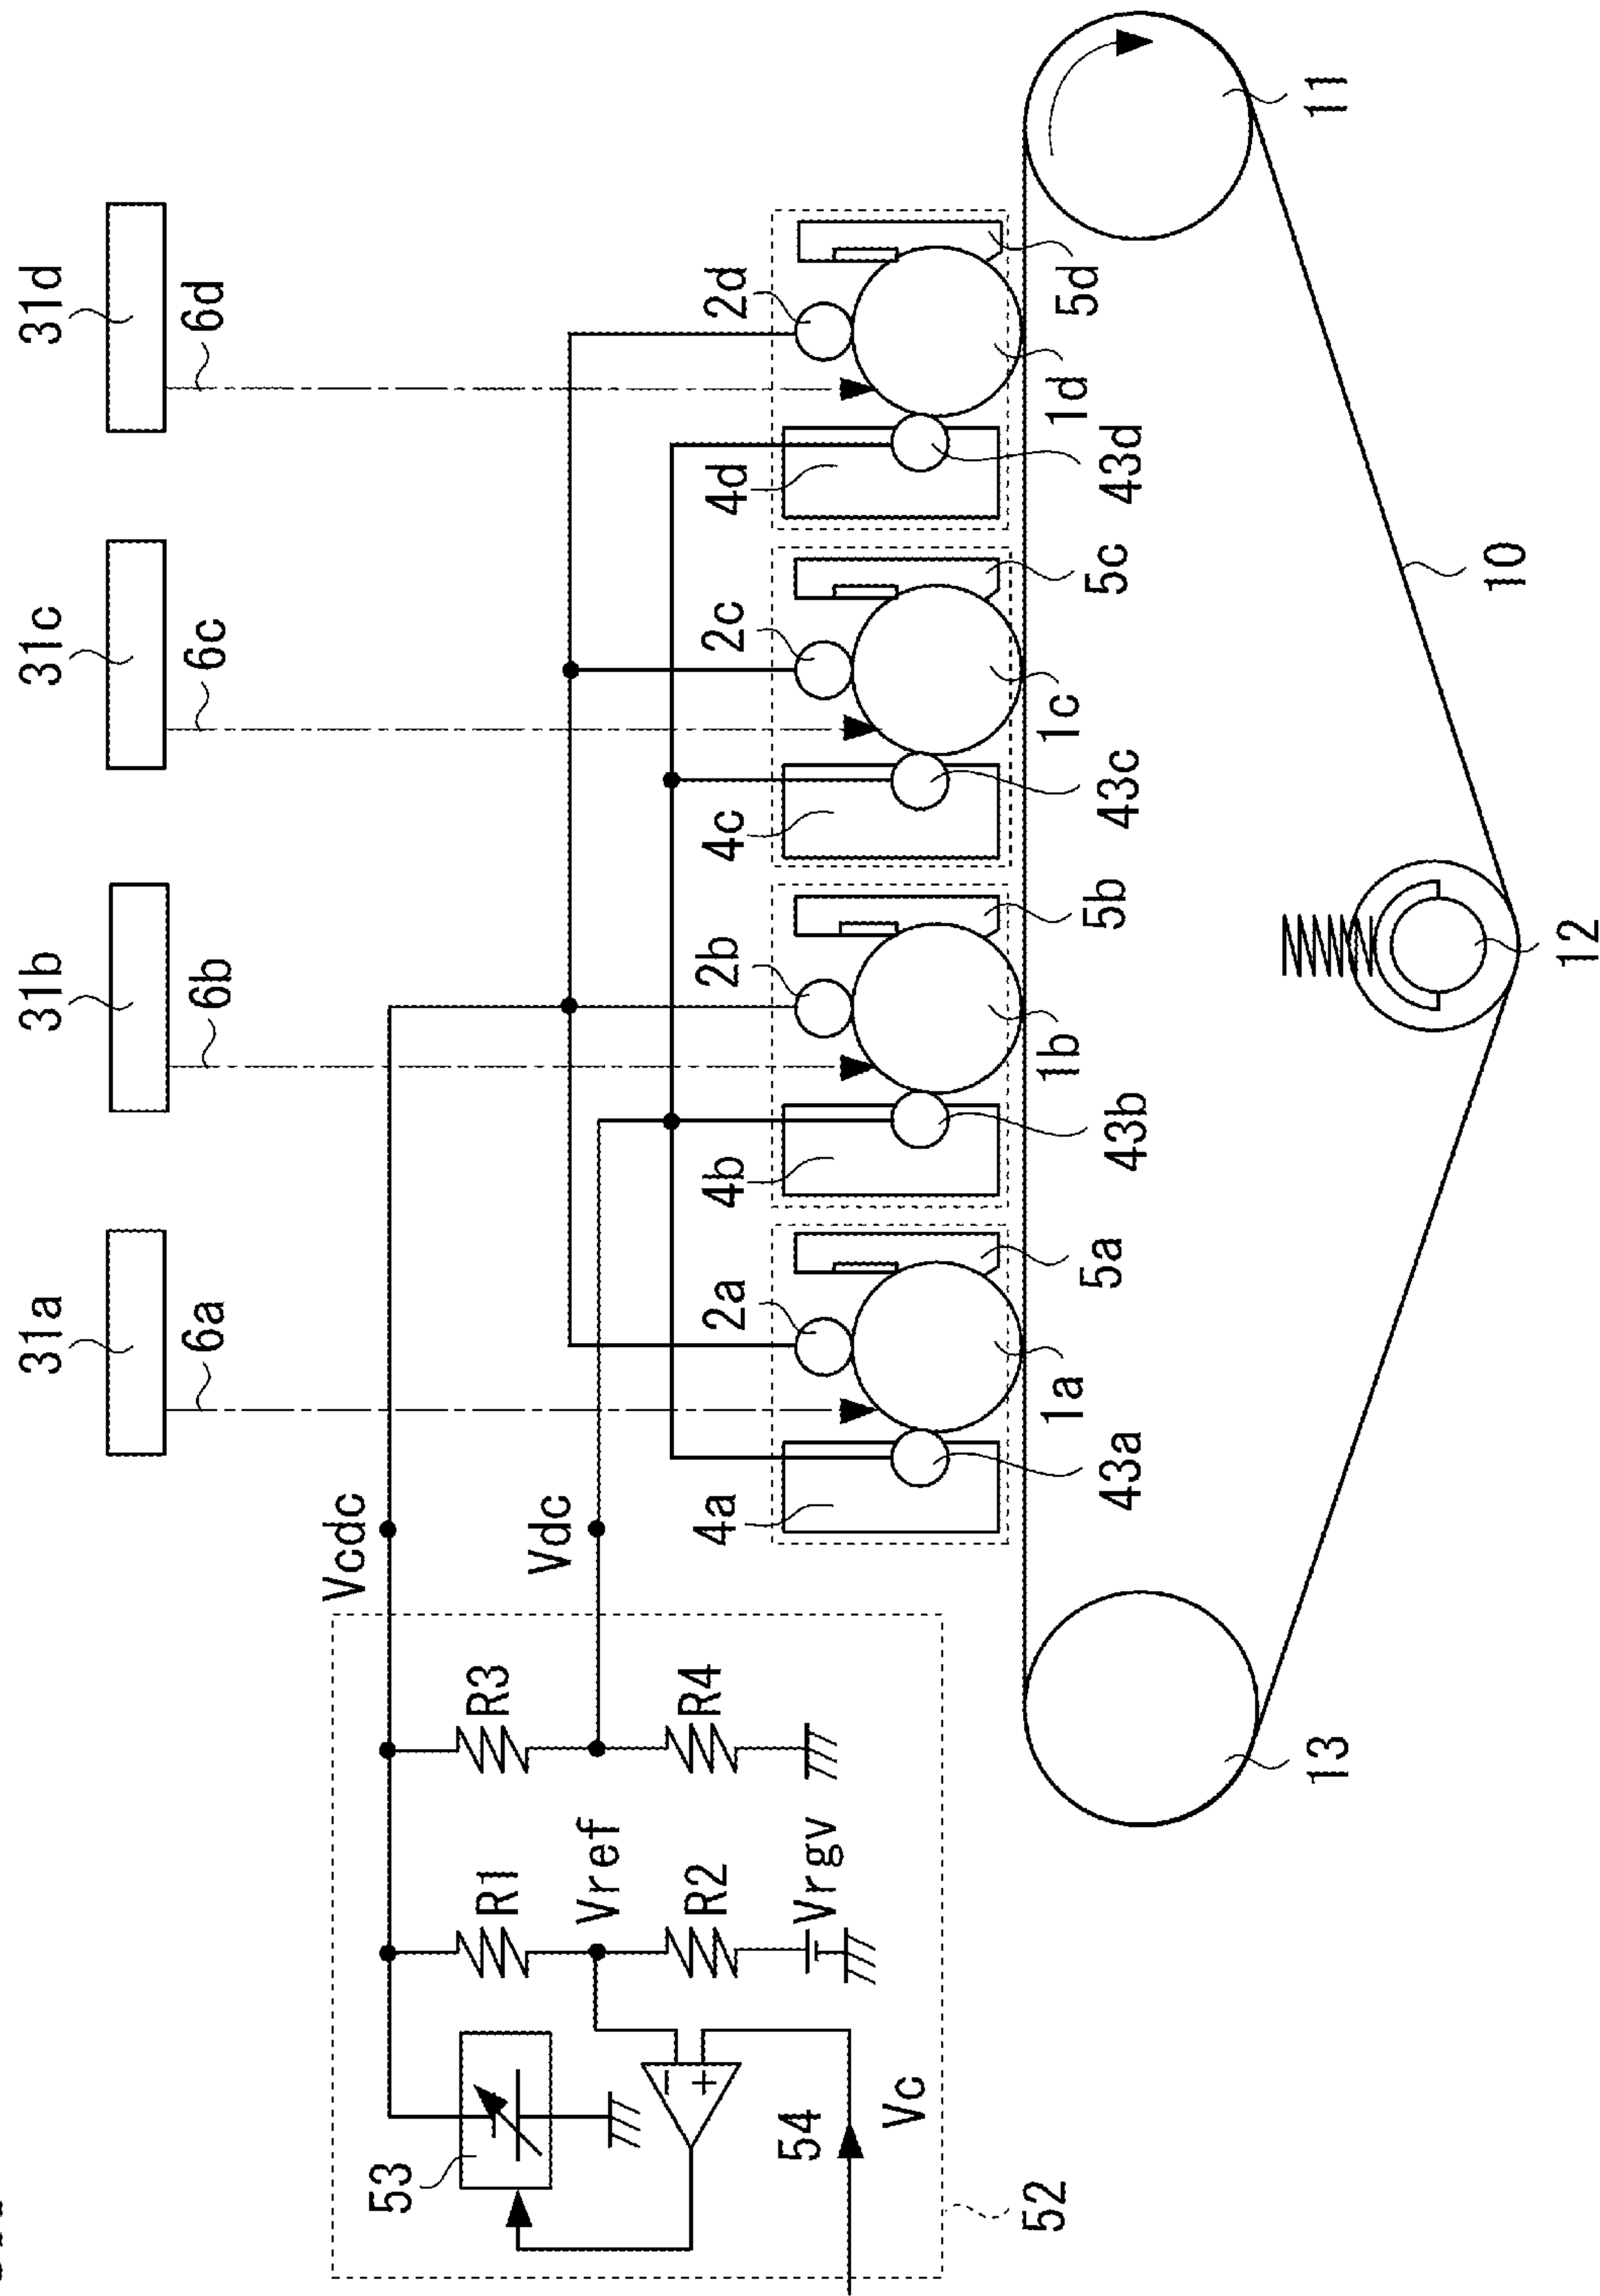 31a
31b
31c
31d
6a
6b
6c
6d
Vcdc
Vdc
53
R1
R3
Vref
R2
R4
Vrgv
54
Vc
52
2a
2b
2c
2d
4a
4b
4c
4d
5a
5b
5c
5d
1a
1b
1c
1d
43a
43b
43c
43d
13
11
10
12